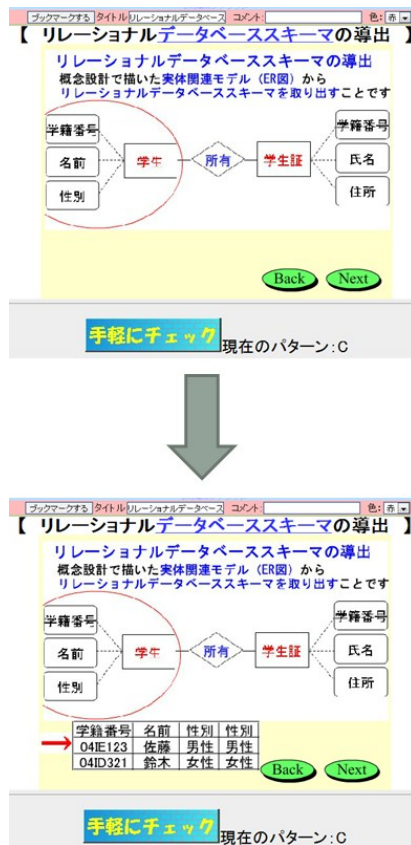 ブックマークする タイトル リレーショナルデータベース コメント: 色: 赤
【 リレーショナルデータベーススキーマの導出 】
リレーショナルデータベーススキーマの導出
概念設計で描いた実体関連モデル（ER図）から
リレーショナルデータベーススキーマを取り出すことです
学籍番号 学籍番号
名前 学生 所有 学生証 氏名
性別 住所
Back Next
手軽にチェック 現在のパターン:C
ブックマークする タイトル リレーショナルデータベース コメント: 色: 赤
【 リレーショナルデータベーススキーマの導出 】
リレーショナルデータベーススキーマの導出
概念設計で描いた実体関連モデル（ER図）から
リレーショナルデータベーススキーマを取り出すことです
学籍番号 学籍番号
名前 学生 所有 学生証 氏名
性別 住所
学籍番号 名前 性別 性別
04IE123 佐藤 男性 男性
04ID321 鈴木 女性 女性
Back Next
手軽にチェック 現在のパターン:C